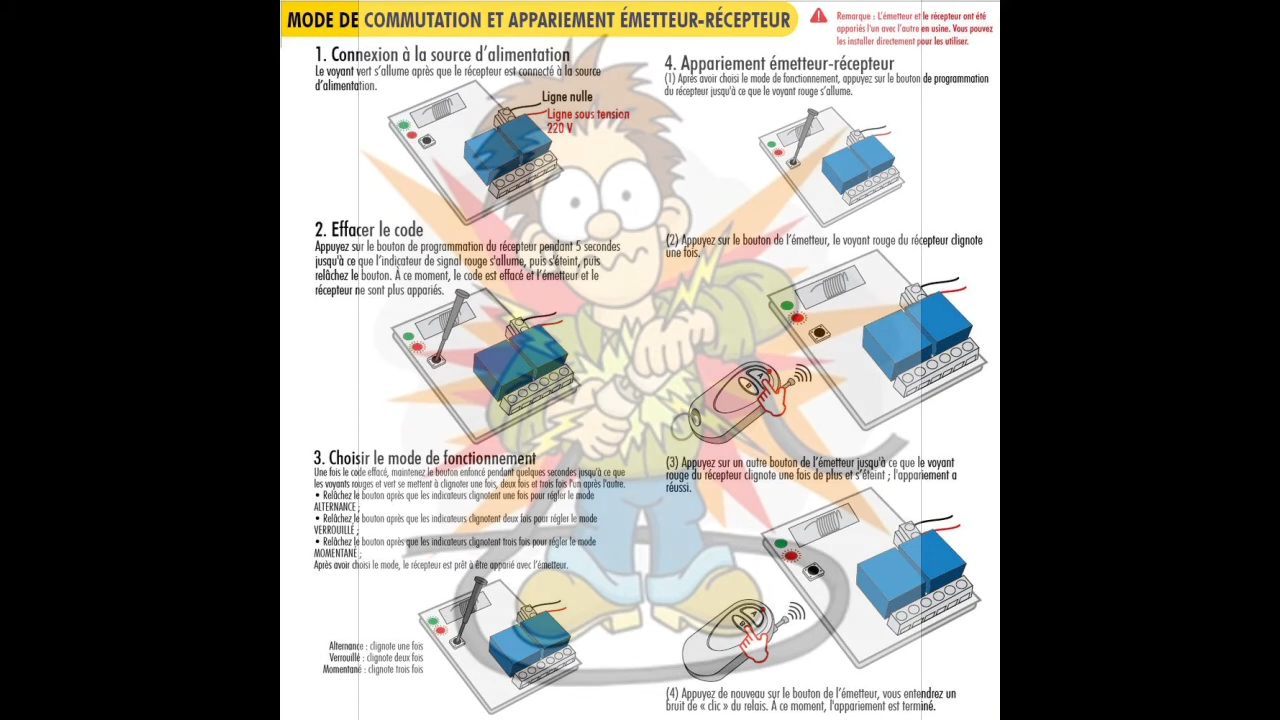 MODE DE COMMUTATION ET APPARIEMENT ÉMETTEUR-RÉCEPTEUR
Remarque : L'émetteur et le récepteur ont été
appariés l'un avec l'autre en usine. Vous pouvez
les installer directement pour les utiliser.
1. Connexion à la source d'alimentation
Le voyant vert s'allume après que le récepteur est connecté à la source
d'alimentation.
Ligne nulle
Ligne sous tension
220 V
2. Effacer le code
Appuyez sur le bouton de programmation du récepteur pendant 5 secondes
jusqu'à ce que l'indicateur de signal rouge s'allume, puis s'éteint, puis
relâchez le bouton. À ce moment, le code est effacé et l'émetteur et le
récepteur ne sont plus appariés.
3. Choisir le mode de fonctionnement
Une fois le code effacé, maintenez le bouton enfoncé pendant quelques secondes jusqu'à ce que
les voyants rouges et vert se mettent à clignoter une fois, deux fois et trois fois l'un après l'autre.
• Relâchez le bouton après que les indicateurs clignotent une fois pour régler le mode
ALTERNANCE ;
• Relâchez le bouton après que les indicateurs clignotent deux fois pour régler le mode
VERROUILLÉ ;
• Relâchez le bouton après que les indicateurs clignotent trois fois pour régler le mode
MOMENTANÉ ;
Après avoir choisi le mode, le récepteur est prêt à être apparié avec l'émetteur.
Alternance : clignote une fois
Verrouillé : clignote deux fois
Momentané : clignote trois fois
4. Appariement émetteur-récepteur
(1) Après avoir choisi le mode de fonctionnement, appuyez sur le bouton de programmation
du récepteur jusqu'à ce que le voyant rouge s'allume.
(2) Appuyez sur le bouton de l'émetteur, le voyant rouge du récepteur clignote
une fois.
A
B
(3) Appuyez sur un autre bouton de l'émetteur jusqu'à ce que le voyant
rouge du récepteur clignote une fois de plus et s'éteint ; l'appariement a
réussi.
A
B
(4) Appuyez de nouveau sur le bouton de l'émetteur, vous entendrez un
bruit de « clic » du relais. À ce moment, l'appariement est terminé.